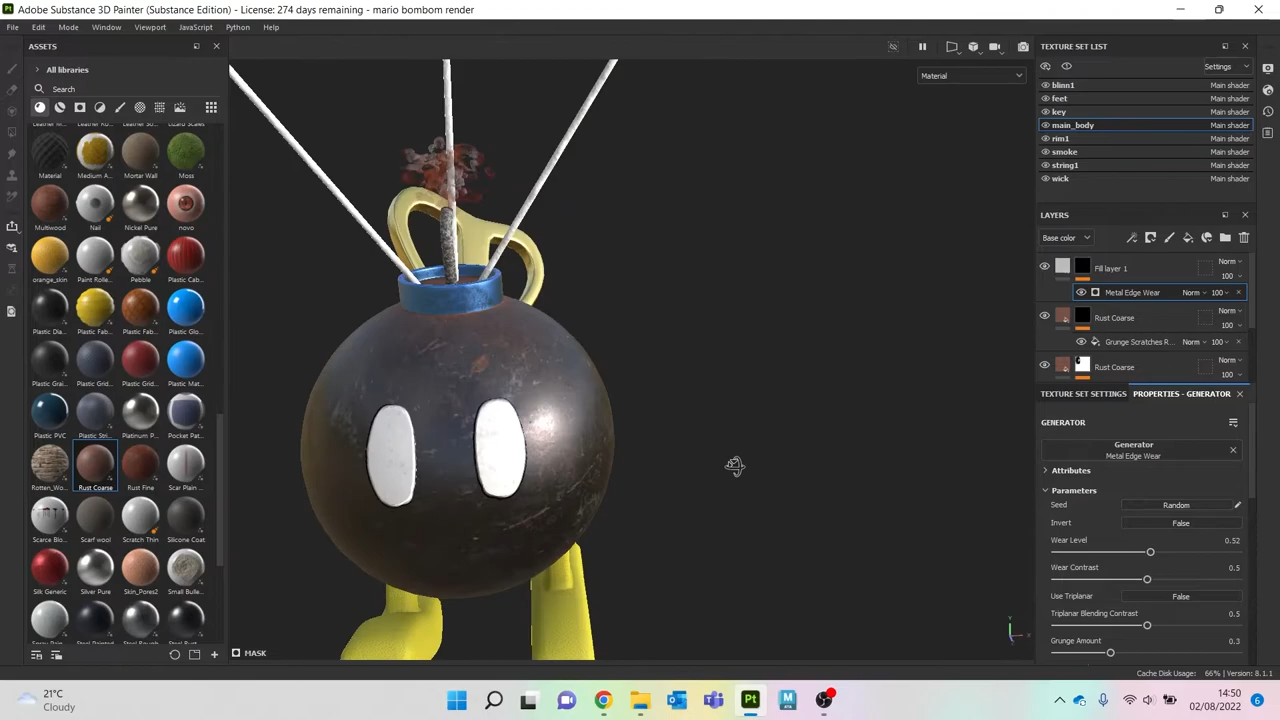 Adobe Substance 3D Painter (Substance Edition) - License: 274 days remaining - mario bombom render
File Edit Mode Window Viewport JavaScript Python Help
ASSETS
All libraries
Search
Material Medium A... Mortar Wall Moss
Multiwood Nail Nickel Pure novo
orange_skin Paint Rolle... Pebble Plastic Cab...
Plastic Dia... Plastic Fab... Plastic Fab... Plastic Glo...
Plastic Grai... Plastic Grid... Plastic Grid... Plastic Mat...
Plastic PVC Plastic Stri... Platinum P... Pocket Pat...
Rotten_Wo... Rust Coarse Rust Fine Scar Plain ...
Scarce Blo... Scarf wool Scratch Thin Silicone Coat
Silk Generic Silver Pure Skin_Pores2 Small Bulle...
MASK
Material
TEXTURE SET LIST
Settings
blinn1 Main shader
feet Main shader
key Main shader
main_body Main shader
rim1 Main shader
smoke Main shader
string1 Main shader
wick Main shader
LAYERS
Base color
Fill layer 1 Norm 100
Metal Edge Wear Norm 100
Rust Coarse Norm 100
Grunge Scratches R... Norm 100
Rust Coarse Norm 100
TEXTURE SET SETTINGS PROPERTIES - GENERATOR
GENERATOR
Generator
Metal Edge Wear
Attributes
Parameters
Seed Random
Invert False
Wear Level 0.52
Wear Contrast 0.5
Use Triplanar False
Triplanar Blending Contrast 0.5
Grunge Amount 0.3
Cache Disk Usage: 66% | Version: 8.1.1
21°C
Cloudy
14:50
02/08/2022
6